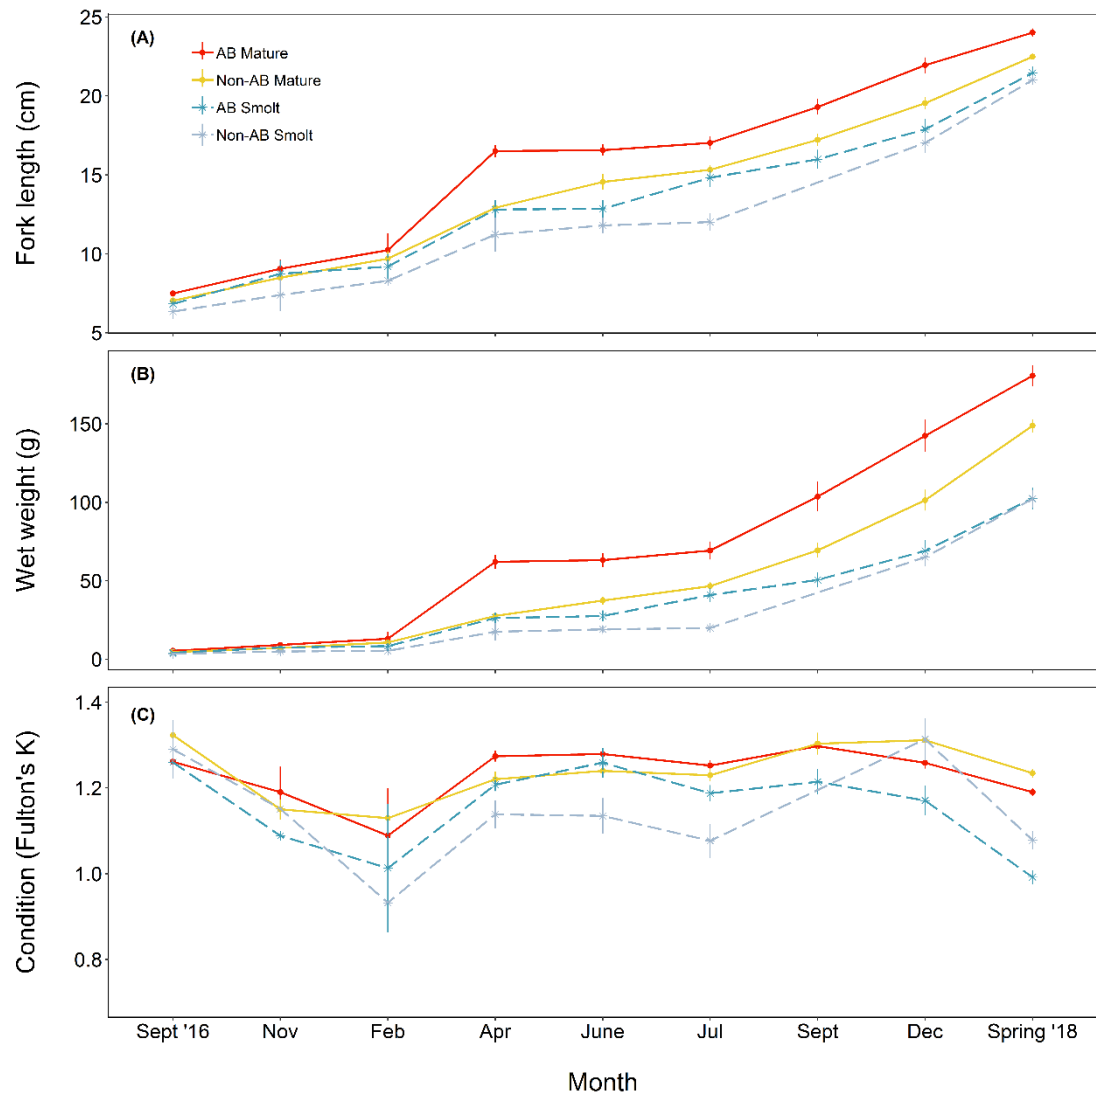 Fork length (cm)
25
20
15
10
5
(A)
AB Mature
Non-AB Mature
AB Smolt
Non-AB Smolt
Wet weight (g)
150
100
50
0
(B)
Condition (Fulton's K)
1.4
1.2
1.0
0.8
(C)
Sept '16 Nov Feb Apr June Jul Sept Dec Spring '18
Month